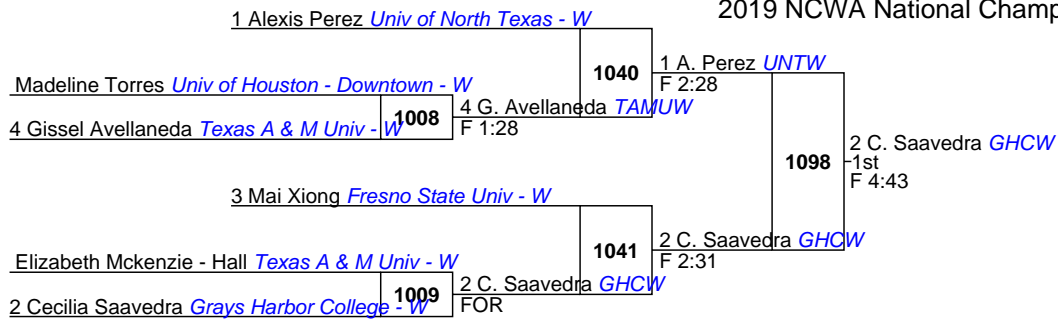 2019 NCWA National Champ
1 Alexis Perez Univ of North Texas - W
1040
1 A. Perez UNTW
F 2:28
Madeline Torres Univ of Houston - Downtown - W
1008
4 G. Avellaneda TAMUW
F 1:28
4 Gissel Avellaneda Texas A & M Univ - W
1098
2 C. Saavedra GHCW
1st
F 4:43
3 Mai Xiong Fresno State Univ - W
1041
2 C. Saavedra GHCW
F 2:31
Elizabeth Mckenzie - Hall Texas A & M Univ - W
1009
2 C. Saavedra GHCW
FOR
2 Cecilia Saavedra Grays Harbor College - W